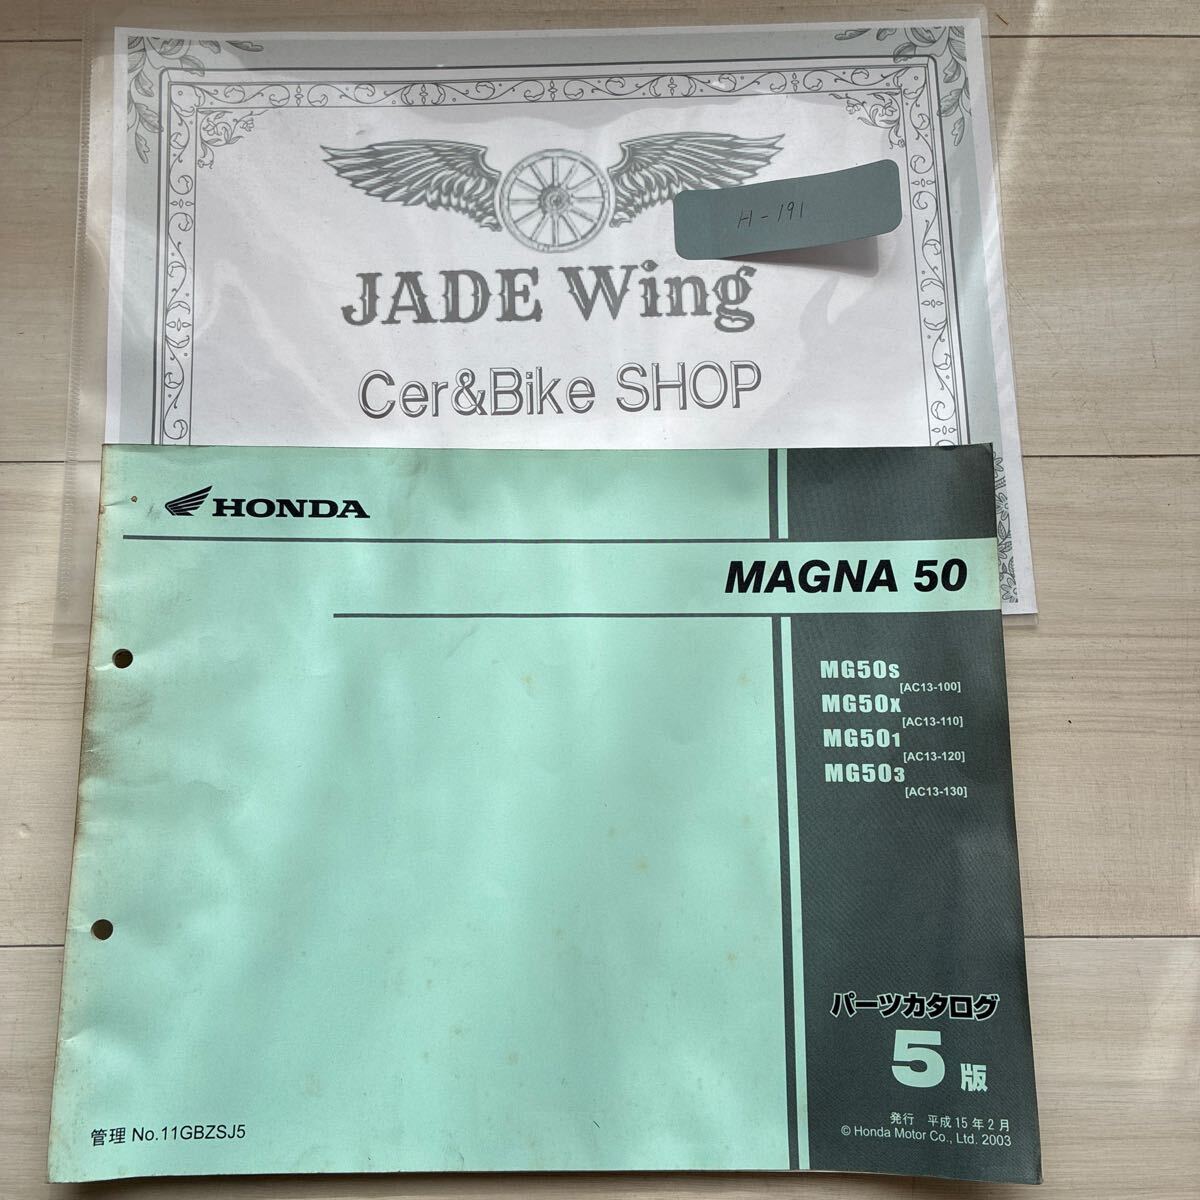 H-191
JADE Wing
Cer&Bike SHOP
HONDA
MAGNA 50
MG50S
[AC13-100]
MG50X
[AC13-110]
MG501
[AC13-120]
MG503
[AC13-130]
パーツカタログ
5版
管理 No.11GBZSJ5
発行 平成15年2月
© Honda Motor Co., Ltd. 2003